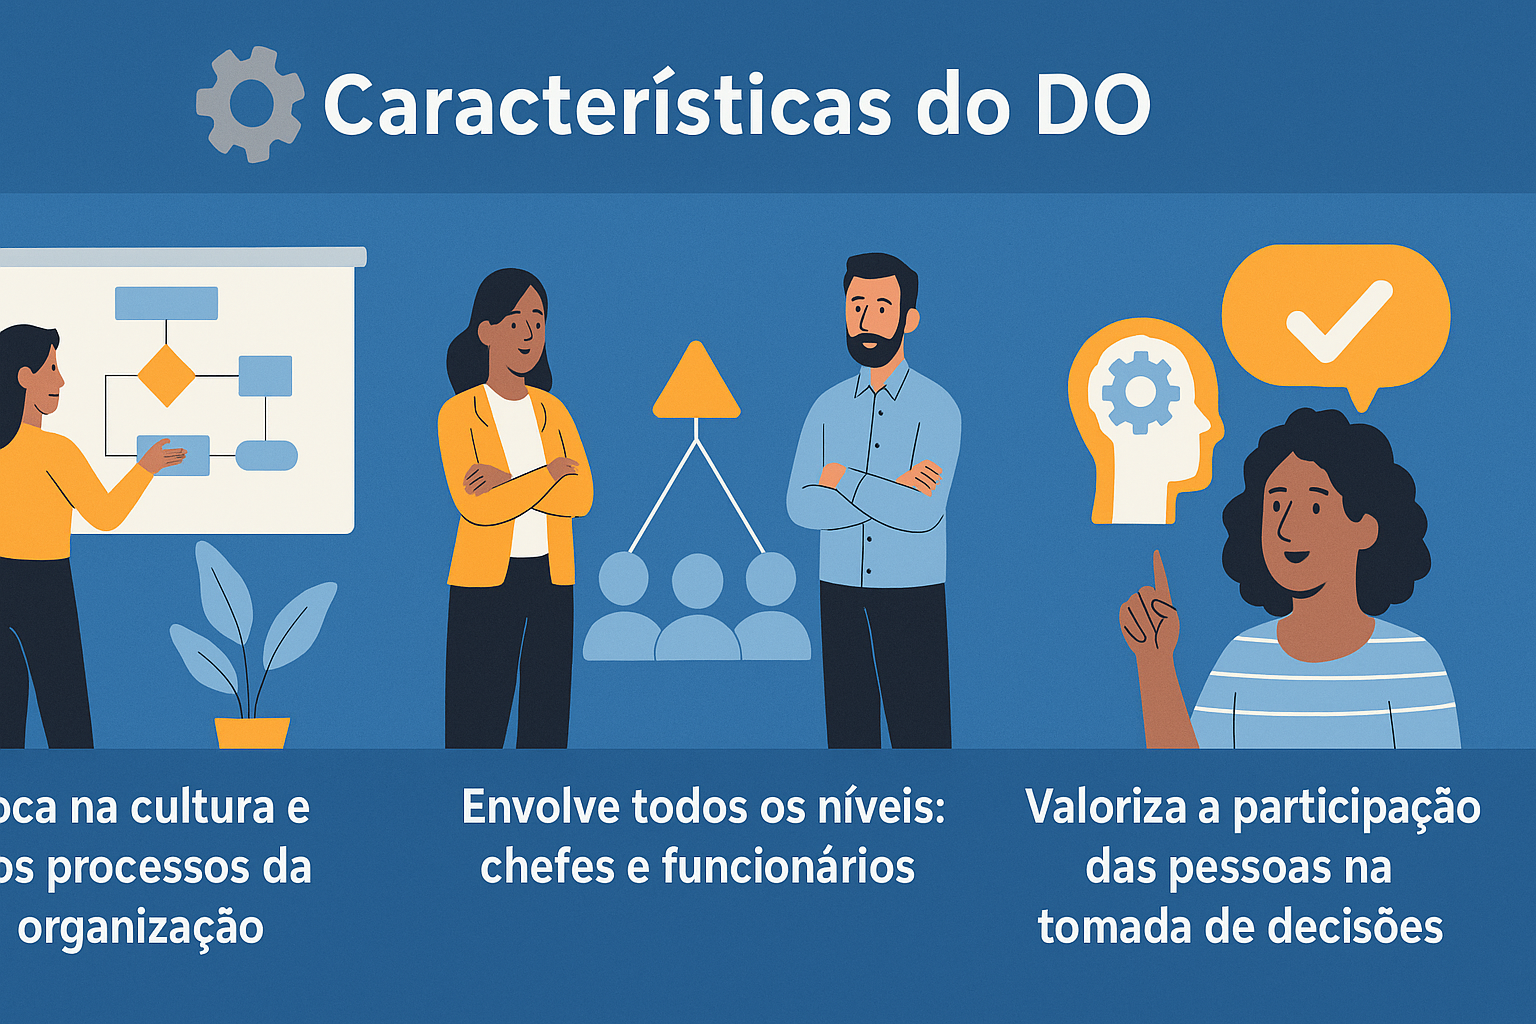 Características do DO
oca na cultura e
os processos da
organização
Envolve todos os níveis:
chefes e funcionários
Valoriza a participação
das pessoas na
tomada de decisões